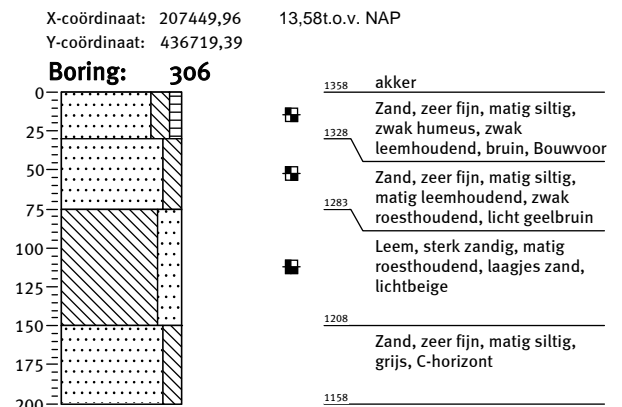 X-coördinaat: 207449,96 13,58t.o.v. NAP
Y-coördinaat: 436719,39
Boring: 306
0
25
50
75
100
125
150
175
200
1358 akker
Zand, zeer fijn, matig siltig,
zwak humeus, zwak
leemhoudend, bruin, Bouwvoor
1328
Zand, zeer fijn, matig siltig,
matig leemhoudend, zwak
roesthoudend, licht geelbruin
1283
Leem, sterk zandig, matig
roesthoudend, laagjes zand,
lichtbeige
1208
Zand, zeer fijn, matig siltig,
grijs, C-horizont
1158